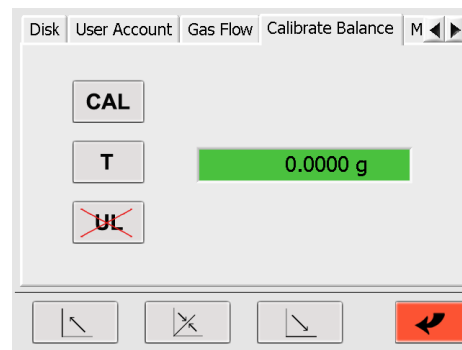 Disk User Account Gas Flow Calibrate Balance M
CAL
T
0.0000 g
UL